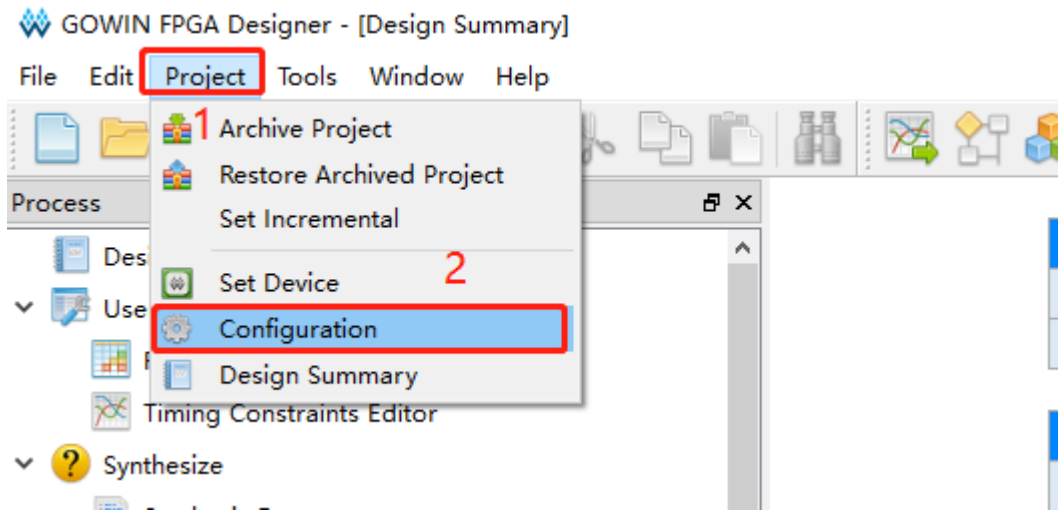 GOWIN FPGA Designer - [Design Summary]
File Edit Project Tools Window Help
1 Archive Project
Restore Archived Project
Process
Set Incremental
2
Set Device
Configuration
Design Summary
Timing Constraints Editor
Synthesize